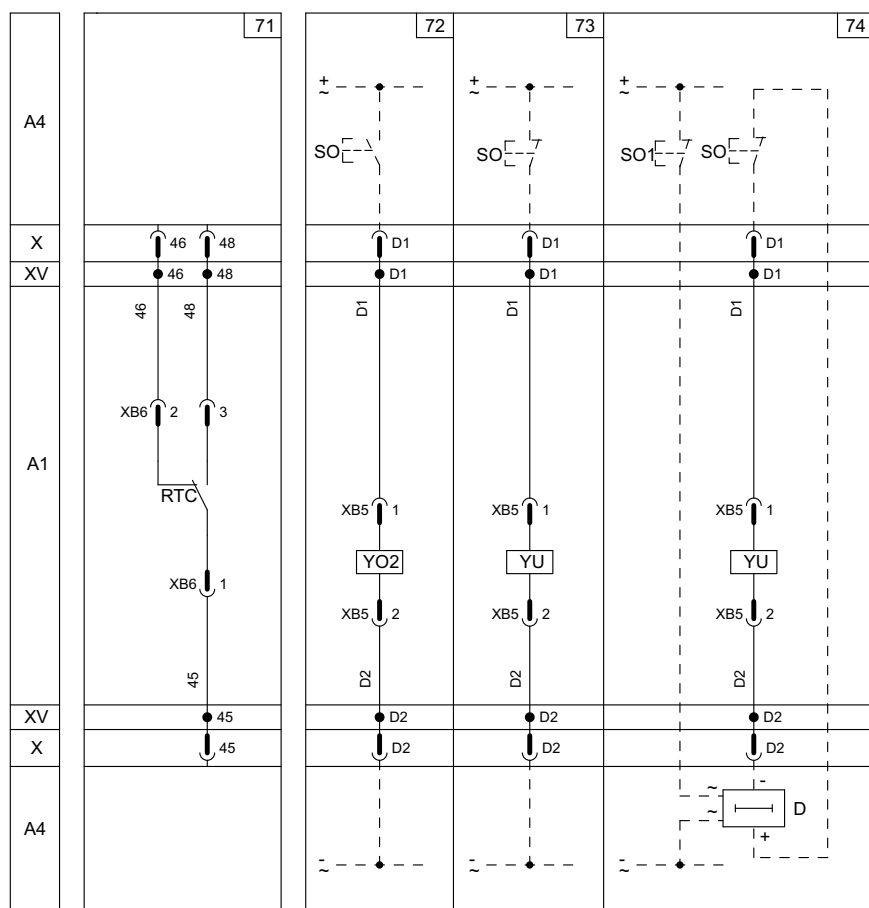 71 72 73 74
+ + +
~ ~ ~
A4
SO SO SO1 SO
X 46 48 D1 D1 D1
XV 46 48 D1 D1 D1
46 48 D1 D1 D1
XB6 2 3
A1
RTC
XB5 1 XB5 1 XB5 1
YO2 YU YU
XB6 1
XB5 2 XB5 2 XB5 2
45 D2 D2 D2
XV 45 D2 D2 D2
X 45 D2 D2 D2
~ -
A4 ~ D
+
- - -
~ ~ ~